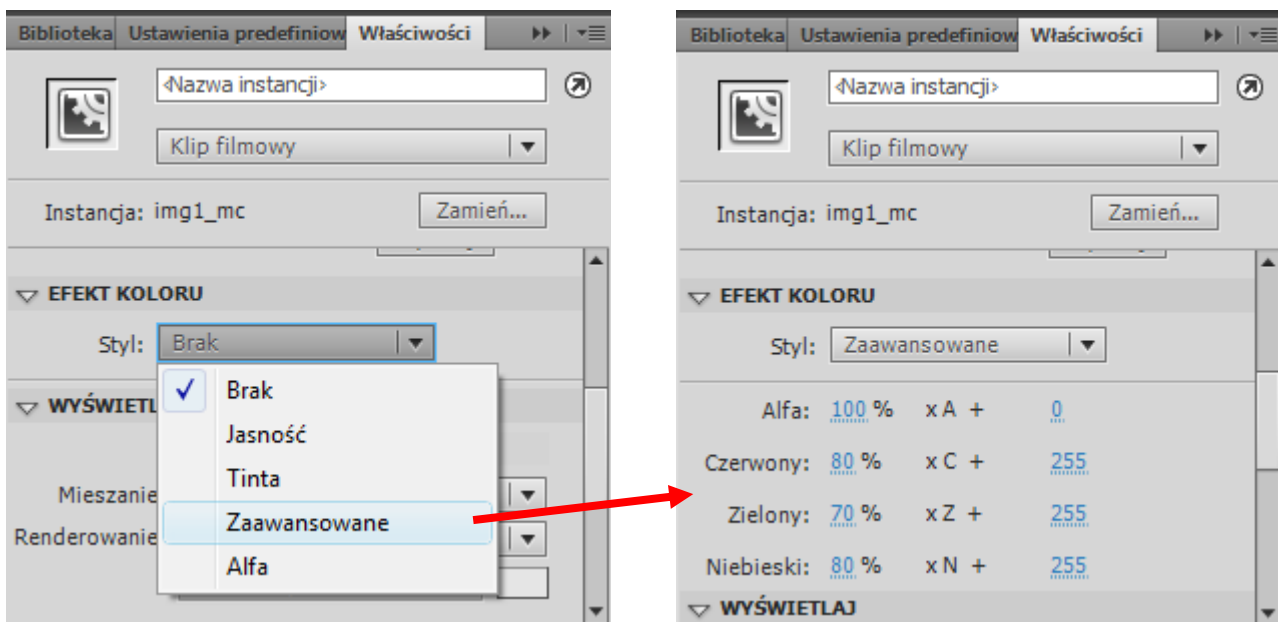 Biblioteka Ustawienia predefiniow Właściwości
<Nazwa instancji>
Klip filmowy
Instancja: img1_mc Zamień...
EFEKT KOLORU
Styl: Brak
Brak
Jasność
Tinta
Zaawansowane
Alfa
WYŚWIETL
Mieszanie
Renderowanie
Biblioteka Ustawienia predefiniow Właściwości
<Nazwa instancji>
Klip filmowy
Instancja: img1_mc Zamień...
EFEKT KOLORU
Styl: Zaawansowane
Alfa: 100 % x A + 0
Czerwony: 80 % x C + 255
Zielony: 70 % x Z + 255
Niebieski: 80 % x N + 255
WYŚWIETLAJ